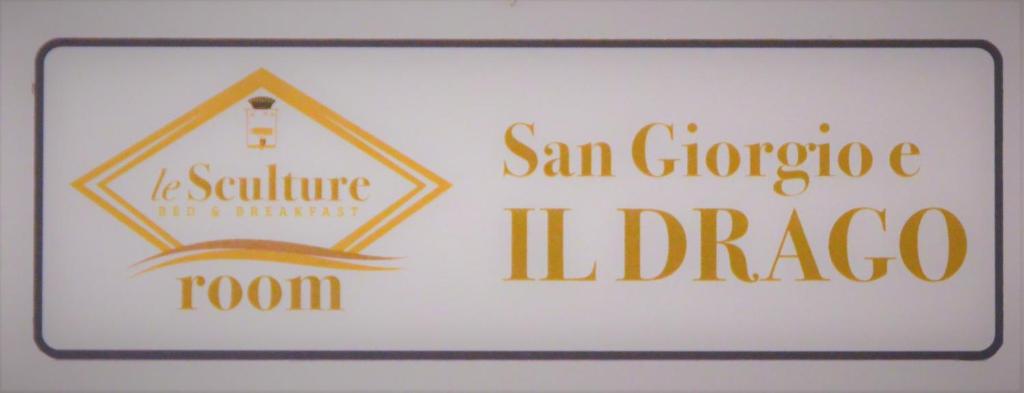 le Sculture
BED & BREAKFAST
room
San Giorgio e
IL DRAGO